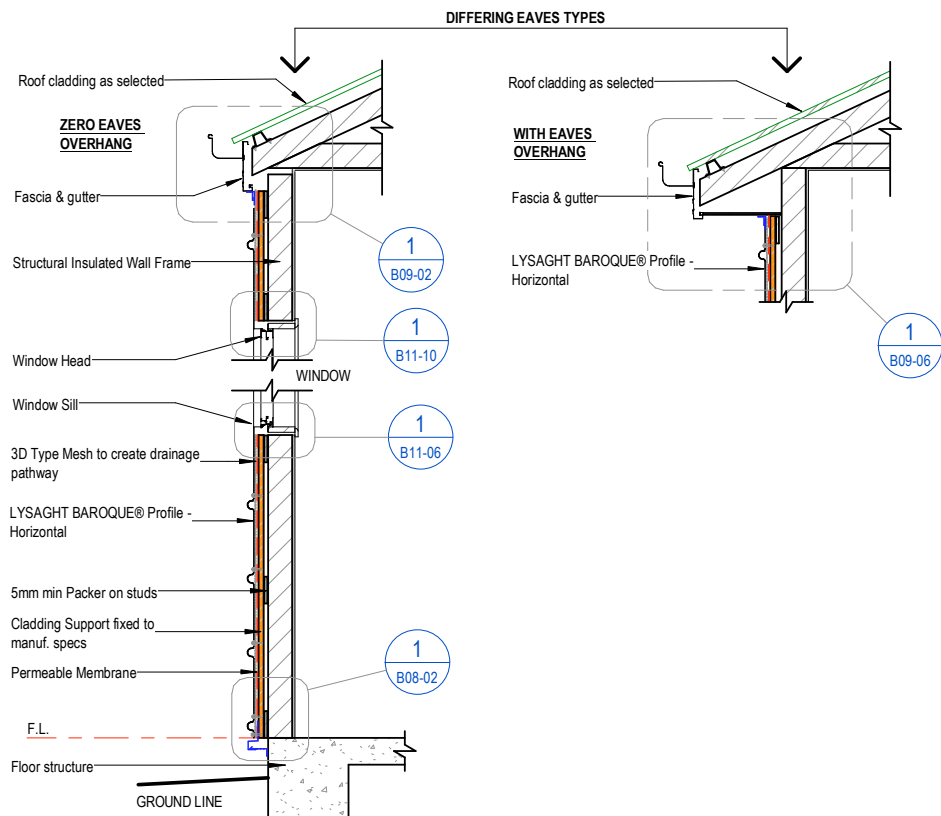 DIFFERING EAVES TYPES
Roof cladding as selected
ZERO EAVES
OVERHANG
Fascia & gutter
Structural Insulated Wall Frame
1
B09-02
Window Head
1
B11-10
WINDOW
Window Sill
1
B11-06
3D Type Mesh to create drainage
pathway
LYSAGHT BAROQUE® Profile -
Horizontal
5mm min Packer on studs
Cladding Support fixed to
manuf. specs
Permeable Membrane
1
B08-02
F.L.
Floor structure
GROUND LINE
Roof cladding as selected
WITH EAVES
OVERHANG
Fascia & gutter
LYSAGHT BAROQUE® Profile -
Horizontal
1
B09-06